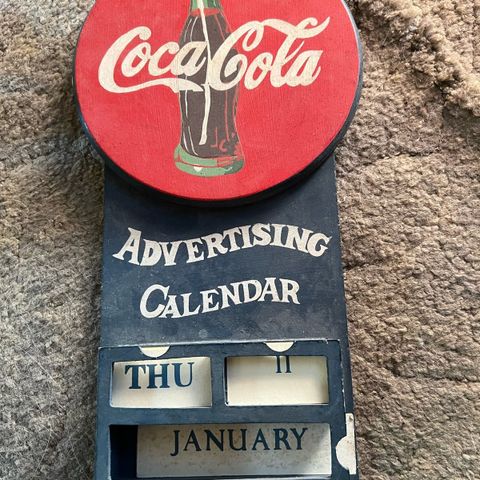 Coca-Cola
ADVERTISING
CALENDAR
THU 11
JANUARY